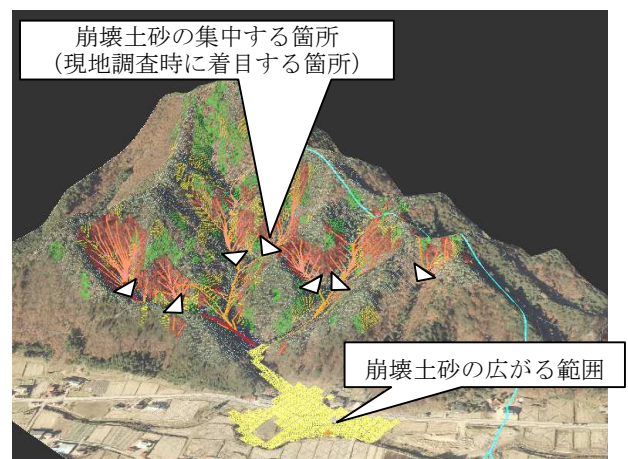 崩壊土砂の集中する箇所
（現地調査時に着目する箇所）
崩壊土砂の広がる範囲